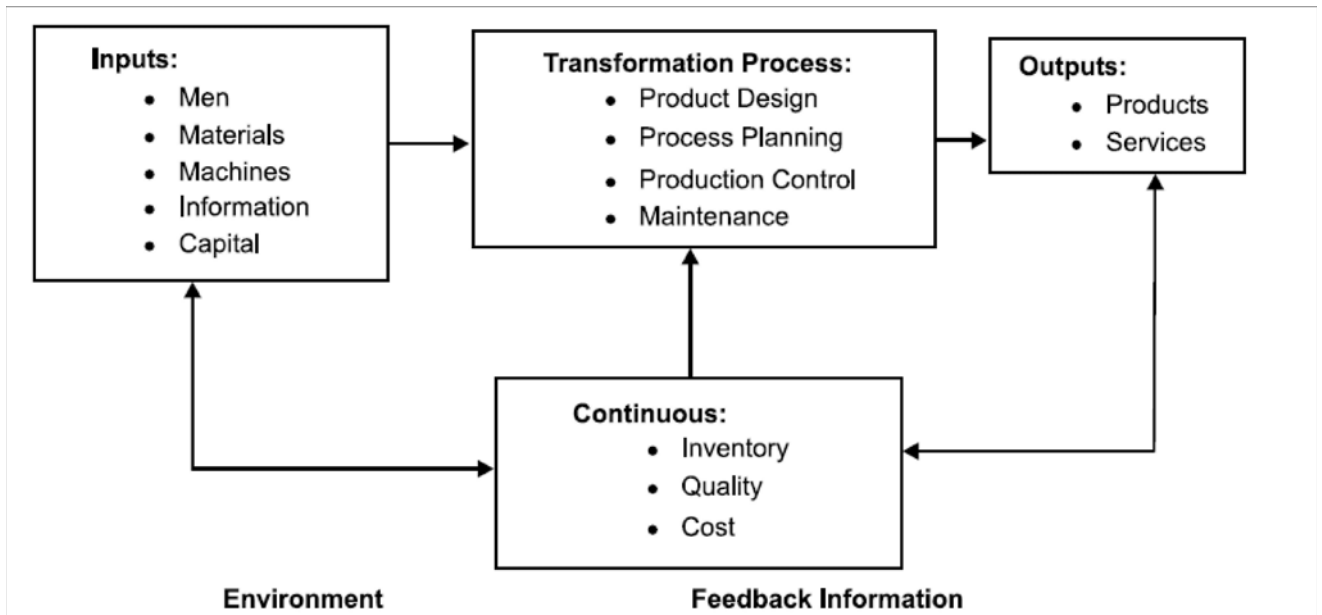 Inputs:
• Men
• Materials
• Machines
• Information
• Capital
Transformation Process:
• Product Design
• Process Planning
• Production Control
• Maintenance
Outputs:
• Products
• Services
Continuous:
• Inventory
• Quality
• Cost
Environment
Feedback Information